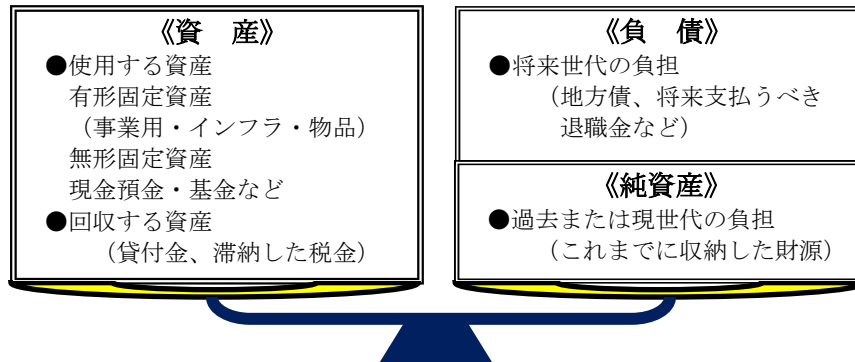 《資　産》
●使用する資産
有形固定資産
（事業用・インフラ・物品）
無形固定資産
現金預金・基金など
●回収する資産
（貸付金、滞納した税金）
《負　債》
●将来世代の負担
（地方債、将来支払うべき
退職金など）
《純資産》
●過去または現世代の負担
（これまでに収納した財源）